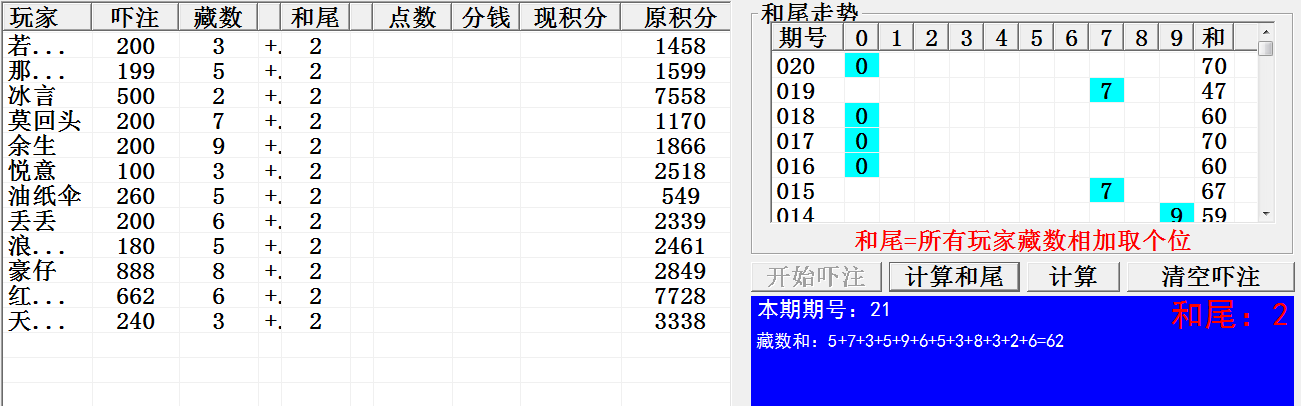 玩家 吓注 藏数 和尾 点数 分钱 现积分 原积分
若... 200 3 +. 2 1458
那... 199 5 +. 2 1599
冰言 500 2 +. 2 7558
莫回头 200 7 +. 2 1170
余生 200 9 +. 2 1866
悦意 100 3 +. 2 2518
油纸伞 260 5 +. 2 549
丢丢 200 6 +. 2 2339
浪... 180 5 +. 2 2461
豪仔 888 8 +. 2 2849
红... 662 6 +. 2 7728
天... 240 3 +. 2 3338
和尾走势
期号 0 1 2 3 4 5 6 7 8 9 和
020 0 70
019 7 47
018 0 60
017 0 70
016 0 60
015 7 67
014 9 59
和尾=所有玩家藏数相加取个位
开始吓注 计算和尾 计算 清空吓注
本期期号：21 和尾：2
藏数和：5+7+3+5+9+6+5+3+8+3+2+6=62